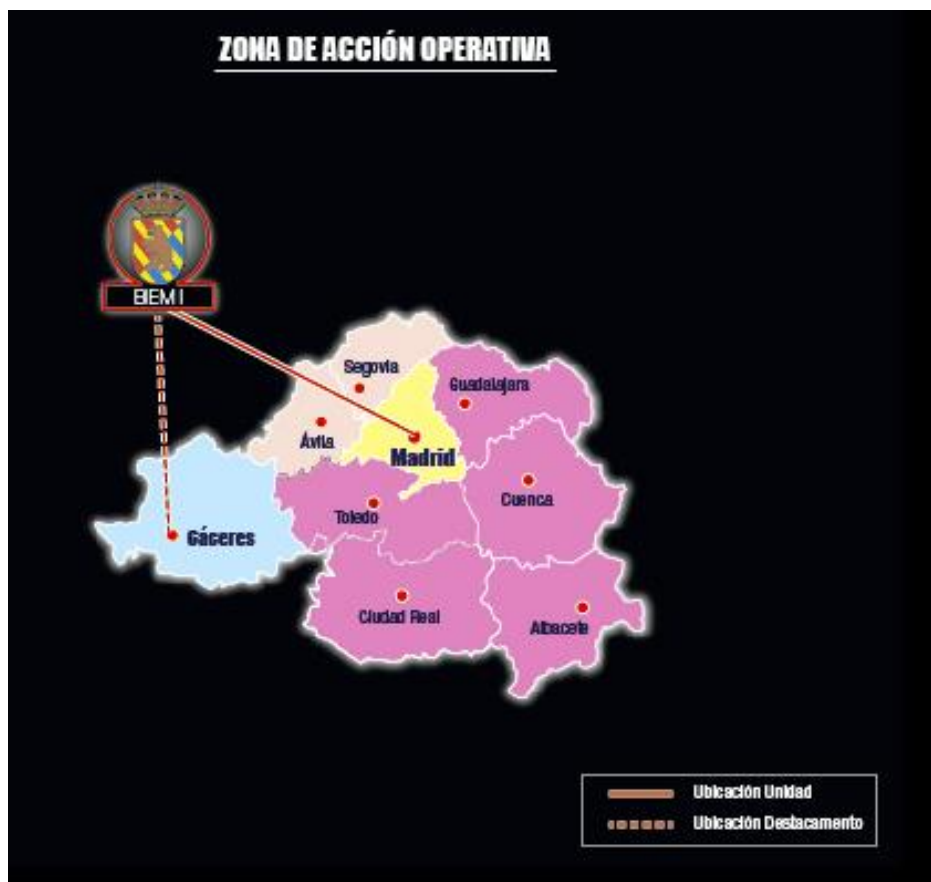 ZONA DE ACCIÓN OPERATIVA
BIEM I
Segovia
Guadalajara
Ávila
Madrid
Cuenca
Toledo
Cáceres
Ciudad Real
Albacete
Ubicación Unidad
Ubicación Destacamento